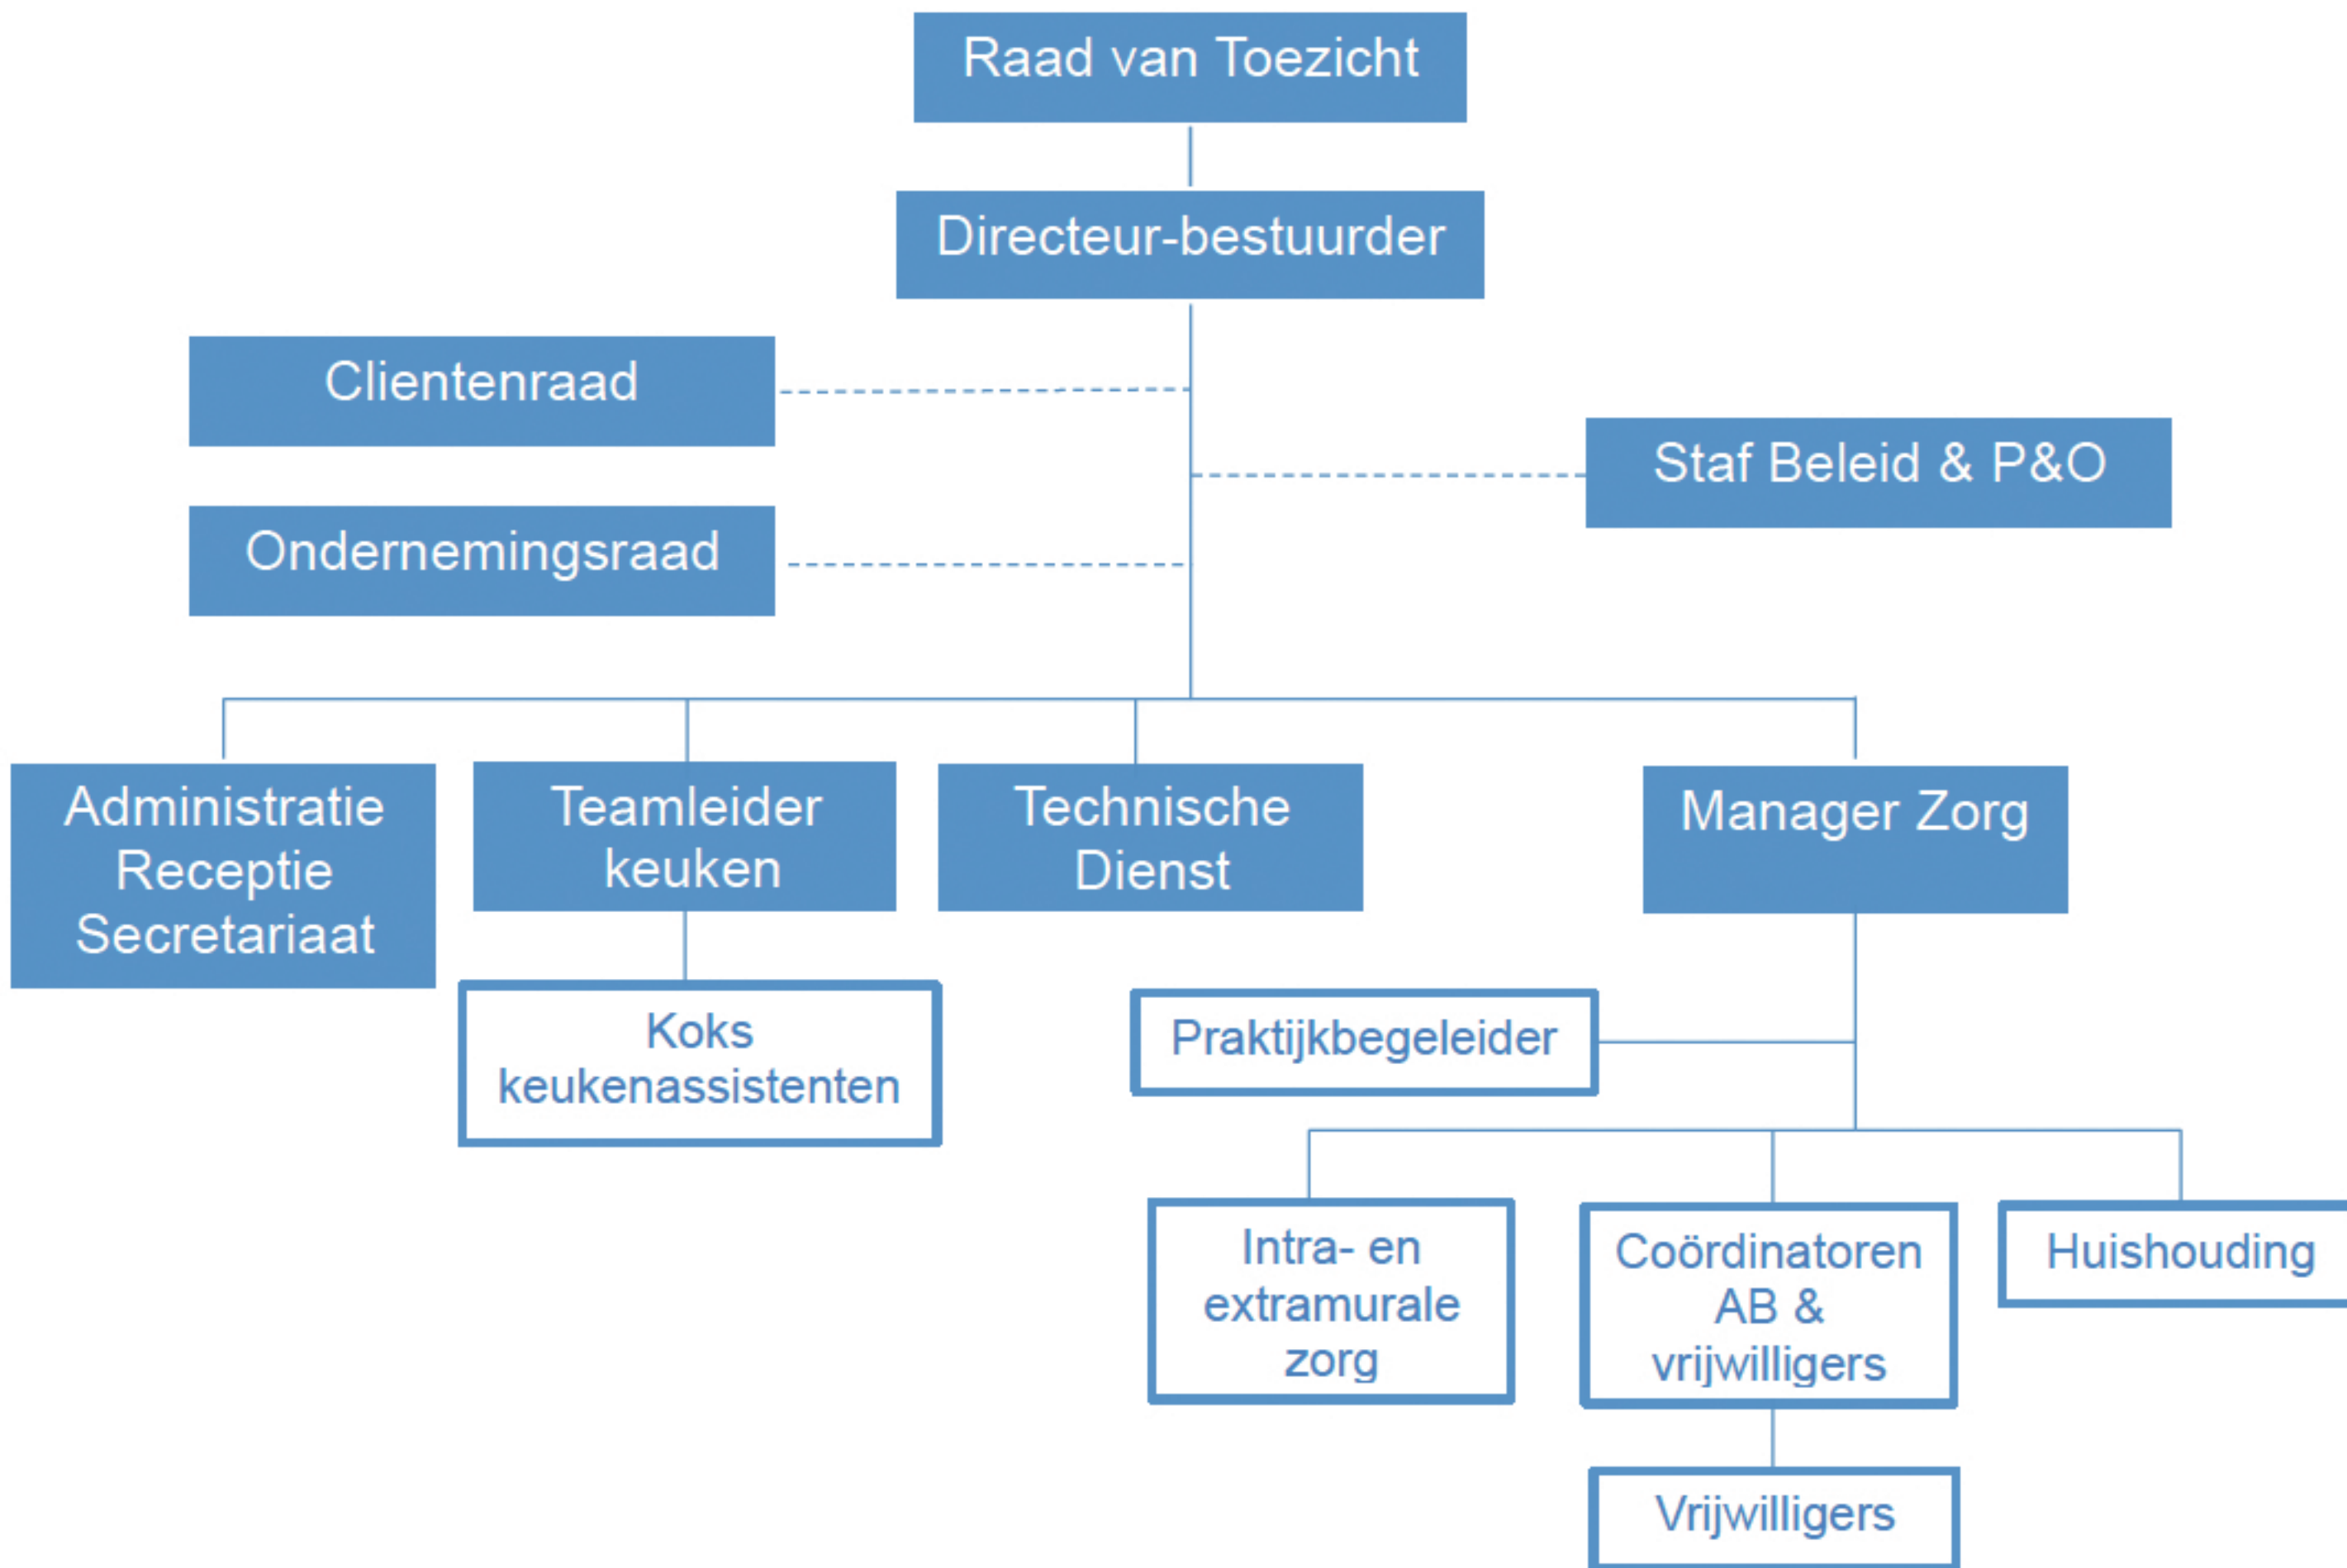 Raad van Toezicht
Directeur-bestuurder
Clientenraad
Staf Beleid & P&O
Ondernemingsraad
Administratie
Receptie
Secretariaat
Teamleider
keuken
Technische
Dienst
Manager Zorg
Koks
keukenassistenten
Praktijkbegeleider
Intra- en
extramurale
zorg
Coördinatoren
AB &
vrijwilligers
Huishouding
Vrijwilligers